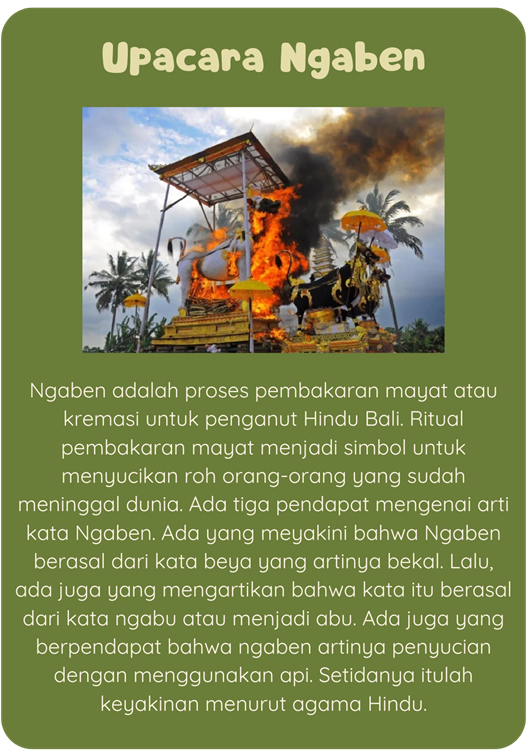 Upacara Ngaben
Ngaben adalah proses pembakaran mayat atau
kremasi untuk penganut Hindu Bali. Ritual
pembakaran mayat menjadi simbol untuk
menyucikan roh orang-orang yang sudah
meninggal dunia. Ada tiga pendapat mengenai arti
kata Ngaben. Ada yang meyakini bahwa Ngaben
berasal dari kata beya yang artinya bekal. Lalu,
ada juga yang mengartikan bahwa kata itu berasal
dari kata ngabu atau menjadi abu. Ada juga yang
berpendapat bahwa ngaben artinya penyucian
dengan menggunakan api. Setidanya itulah
keyakinan menurut agama Hindu.